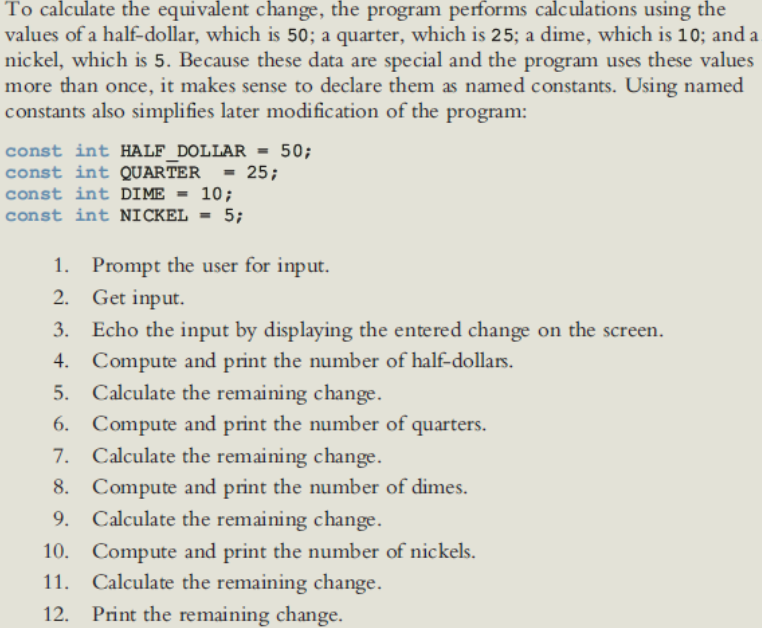 To calculate the equivalent change, the program performs calculations using the
values of a half-dollar, which is 50; a quarter, which is 25; a dime, which is 10; and a
nickel, which is 5. Because these data are special and the program uses these values
more than once, it makes sense to declare them as named constants. Using named
constants also simplifies later modification of the program:
const int HALF_DOLLAR = 50;
const int QUARTER = 25;
const int DIME = 10;
const int NICKEL = 5;
1. Prompt the user for input.
2. Get input.
3. Echo the input by displaying the entered change on the screen.
4. Compute and print the number of half-dollars.
5. Calculate the remaining change.
6. Compute and print the number of quarters.
7. Calculate the remaining change.
8. Compute and print the number of dimes.
9. Calculate the remaining change.
10. Compute and print the number of nickels.
11. Calculate the remaining change.
12. Print the remaining change.